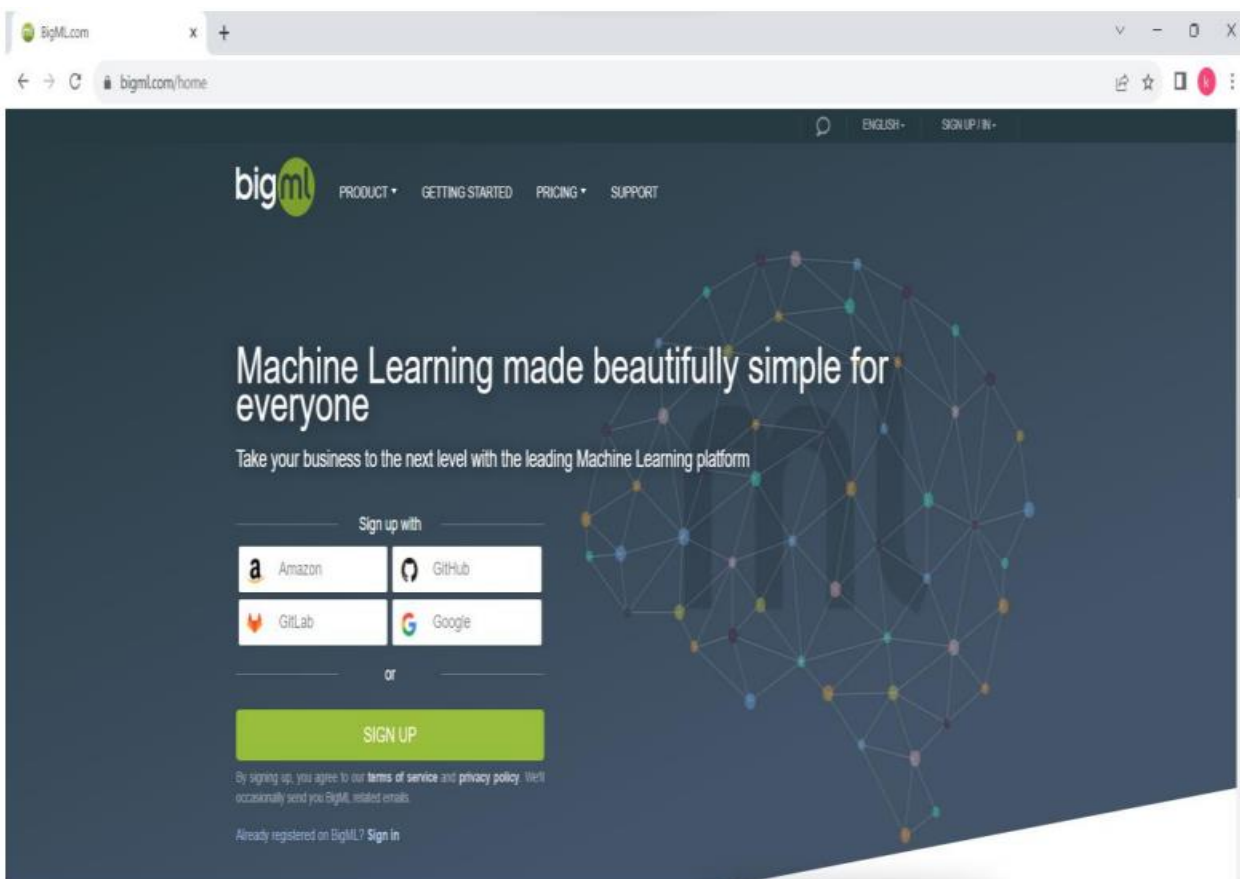 BigML.com
bigml.com/home
k
ENGLISH
SIGN UP / IN
bigml
PRODUCT
GETTING STARTED
PRICING
SUPPORT
ml
Machine Learning made beautifully simple for
everyone
Take your business to the next level with the leading Machine Learning platform
Sign up with
a Amazon
GitHub
GitLab
G Google
or
SIGN UP
By signing up, you agree to our terms of service and privacy policy. We'll
occasionally send you BigML related emails.
Already registered on BigML? Sign in